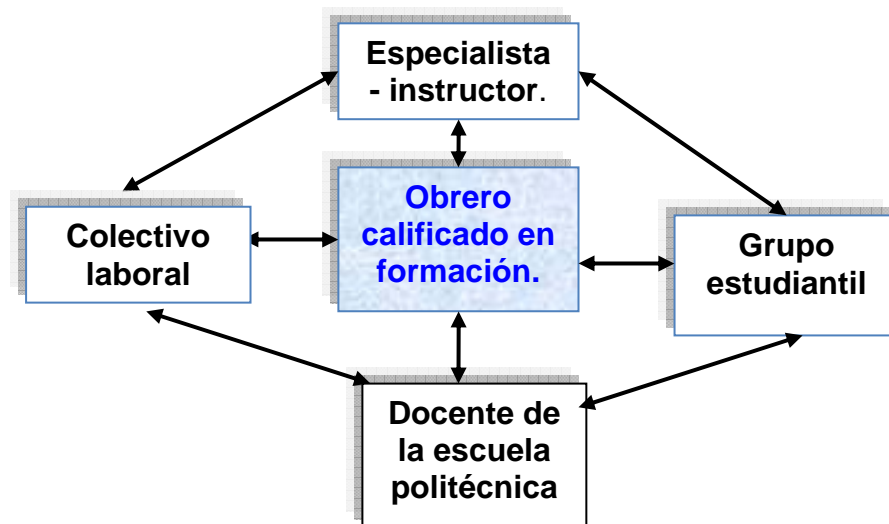 Especialista
- instructor.
Obrero
calificado en
formación.
Colectivo
laboral
Grupo
estudiantil
Docente de
la escuela
politécnica